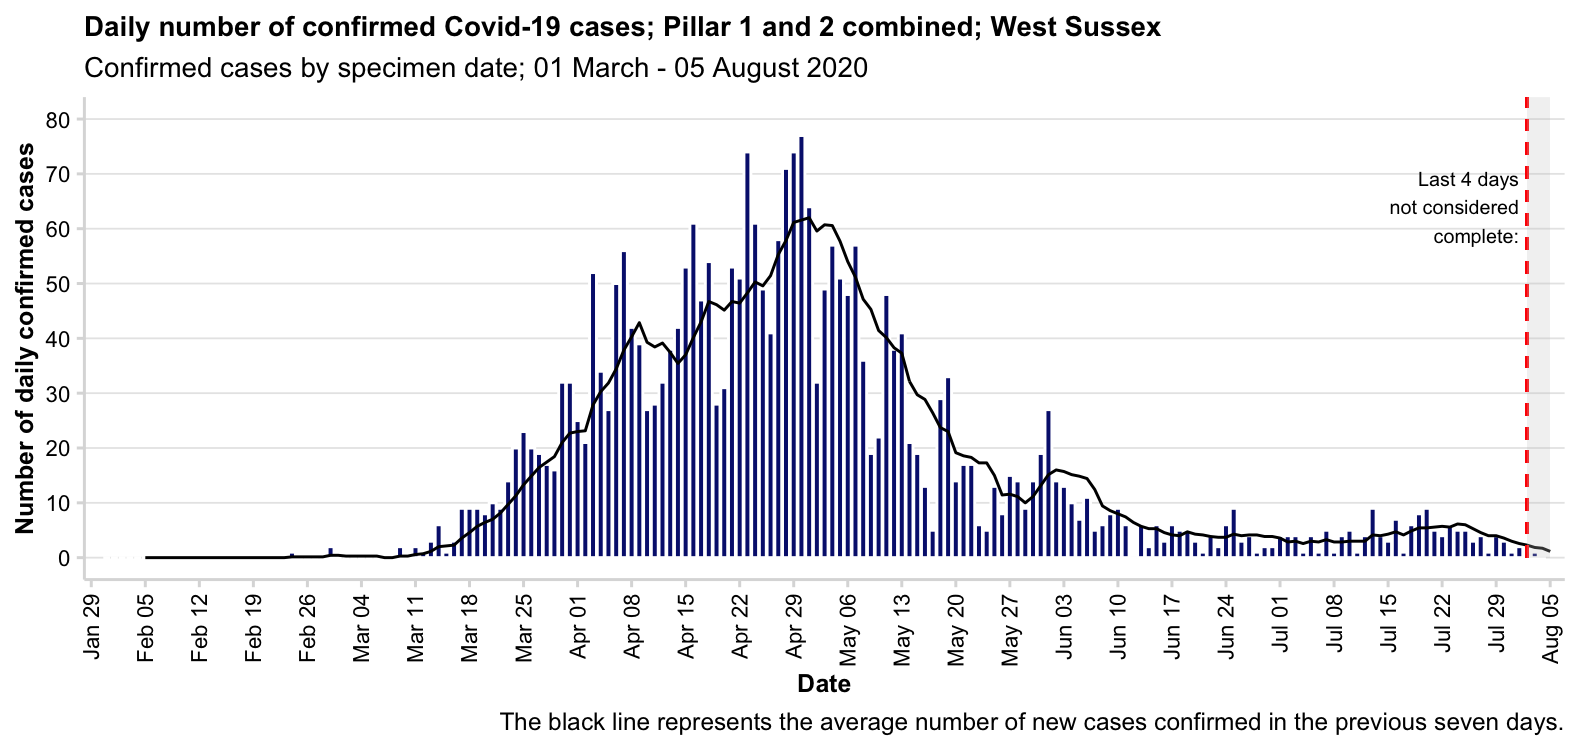 Daily number of confirmed Covid-19 cases; Pillar 1 and 2 combined; West Sussex
Confirmed cases by specimen date; 01 March - 05 August 2020
Number of daily confirmed cases
80
70
60
50
40
30
20
10
0
Last 4 days
not considered
complete:
Jan 29
Feb 05
Feb 12
Feb 19
Feb 26
Mar 04
Mar 11
Mar 18
Mar 25
Apr 01
Apr 08
Apr 15
Apr 22
Apr 29
May 06
May 13
May 20
May 27
Jun 03
Jun 10
Jun 17
Jun 24
Jul 01
Jul 08
Jul 15
Jul 22
Jul 29
Aug 05
Date
The black line represents the average number of new cases confirmed in the previous seven days.